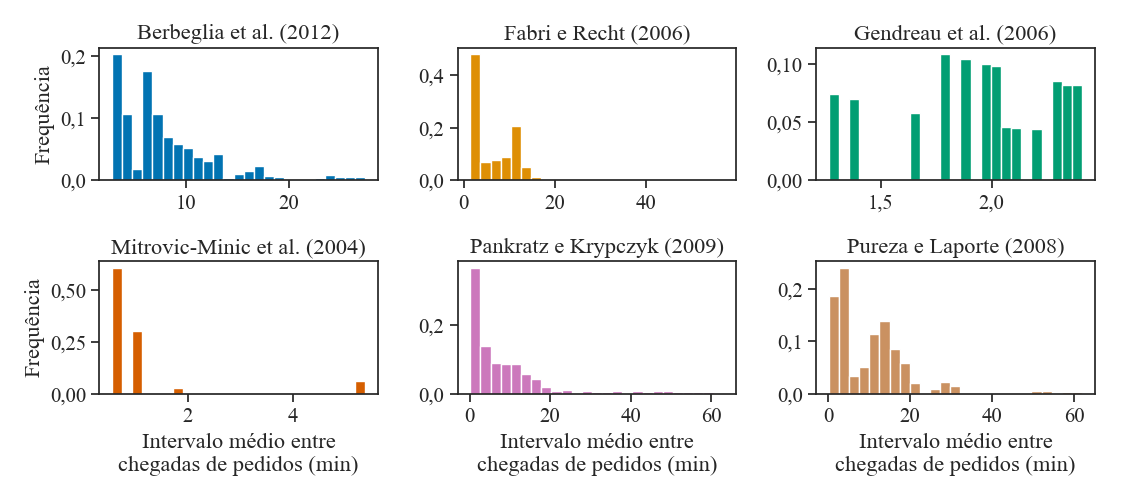 Berbeglia et al. (2012)
Fabri e Recht (2006)
Gendreau et al. (2006)
Frequência
0,2
0,1
0,0
10
20
0,4
0,2
0,0
0
20
40
0,10
0,05
0,00
1,5
2,0
Mitrovic-Minic et al. (2004)
Pankratz e Krypczyk (2009)
Pureza e Laporte (2008)
Frequência
0,50
0,25
0,00
2
4
Intervalo médio entre
chegadas de pedidos (min)
0,2
0,0
0
20
40
60
Intervalo médio entre
chegadas de pedidos (min)
0,2
0,1
0,0
0
20
40
60
Intervalo médio entre
chegadas de pedidos (min)